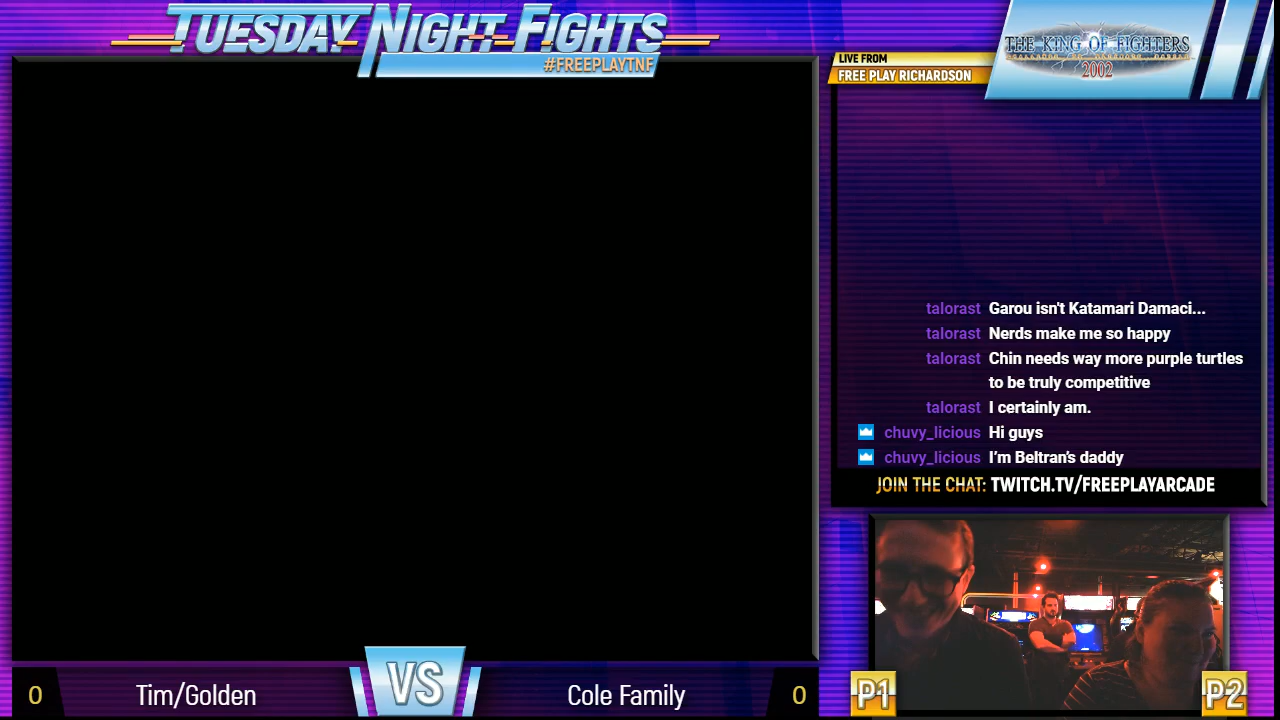 TUESDAY NIGHT FIGHTS
#FREEPLAYTNF
LIVE FROM
FREE PLAY RICHARDSON
THE KING OF FIGHTERS
2002
talorast Garou isn't Katamari Damaci...
talorast Nerds make me so happy
talorast Chin needs way more purple turtles
to be truly competitive
talorast I certainly am.
chuvy_licious Hi guys
chuvy_licious I’m Beltran’s daddy
JOIN THE CHAT: TWITCH.TV/FREEPLAYARCADE
0 Tim/Golden VS Cole Family 0
P1 P2